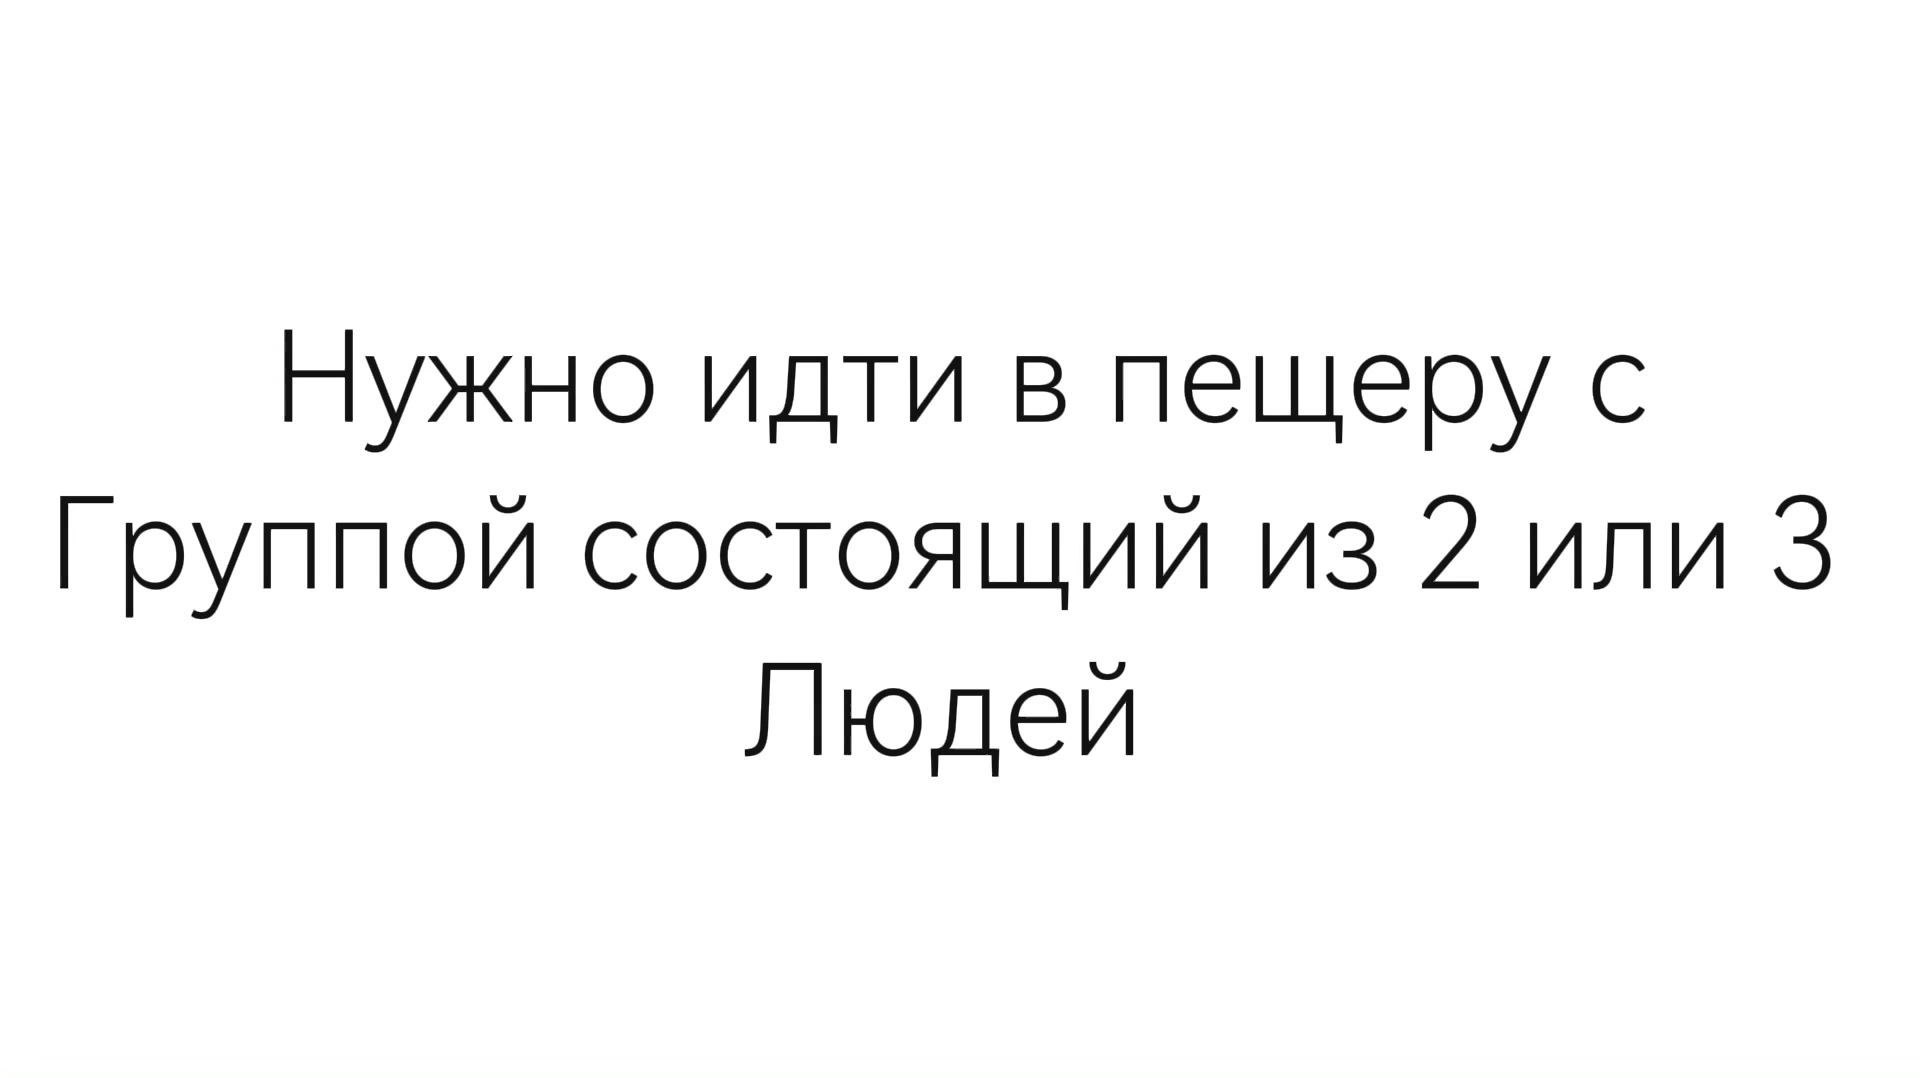 Нужно идти в пещеру с
Группой состоящий из 2 или 3
Людей